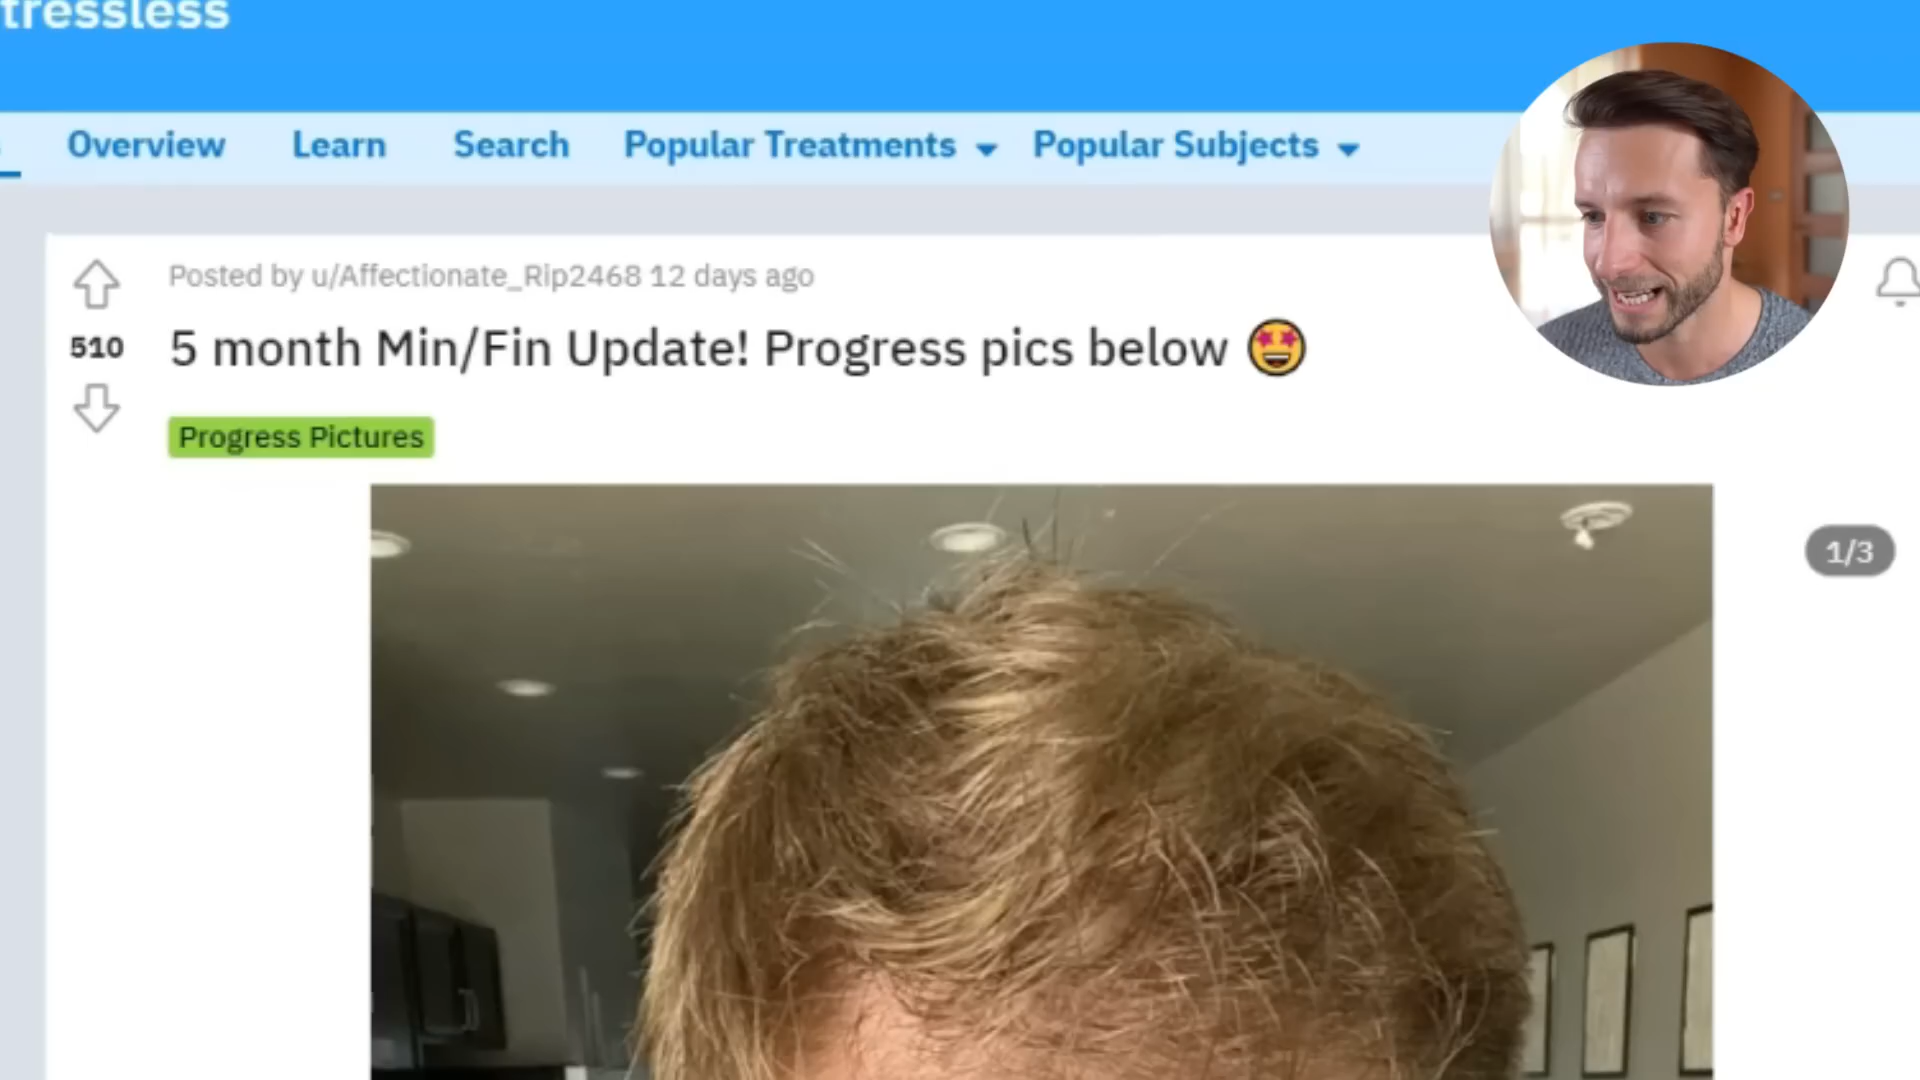 tressless
Overview Learn Search Popular Treatments Popular Subjects
Posted by u/Affectionate_Rip2468 12 days ago
510
5 month Min/Fin Update! Progress pics below 🤩
Progress Pictures
1/3